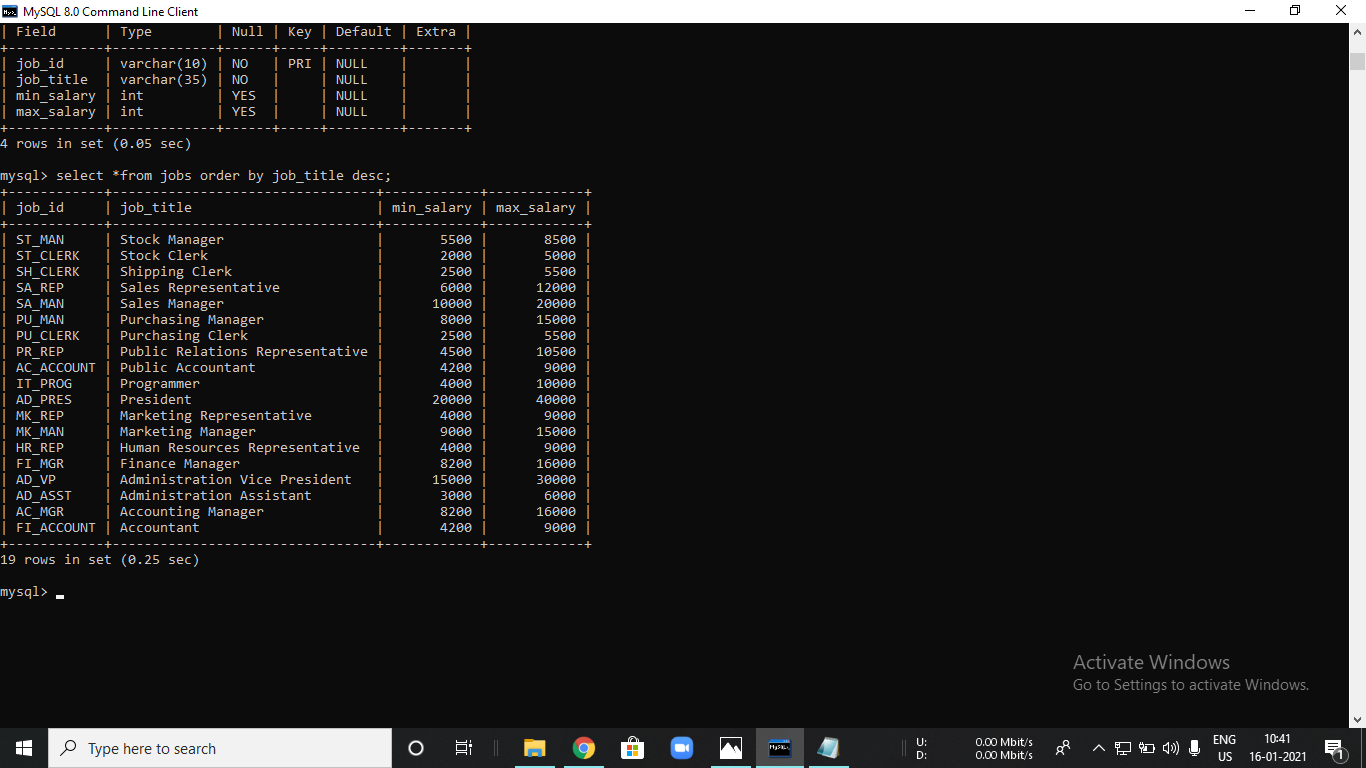 MySQL 8.0 Command Line Client
| Field      | Type        | Null | Key | Default | Extra |
+------------+-------------+------+-----+---------+-------+
| job_id     | varchar(10) | NO   | PRI | NULL    |       |
| job_title  | varchar(35) | NO   |     | NULL    |       |
| min_salary | int         | YES  |     | NULL    |       |
| max_salary | int         | YES  |     | NULL    |       |
+------------+-------------+------+-----+---------+-------+
4 rows in set (0.05 sec)
mysql> select *from jobs order by job_title desc;
+------------+---------------------------------+------------+------------+
| job_id     | job_title                       | min_salary | max_salary |
+------------+---------------------------------+------------+------------+
| ST_MAN     | Stock Manager                   |       5500 |       8500 |
| ST_CLERK   | Stock Clerk                     |       2000 |       5000 |
| SH_CLERK   | Shipping Clerk                  |       2500 |       5500 |
| SA_REP     | Sales Representative            |       6000 |      12000 |
| SA_MAN     | Sales Manager                   |      10000 |      20000 |
| PU_MAN     | Purchasing Manager              |       8000 |      15000 |
| PU_CLERK   | Purchasing Clerk                |       2500 |       5500 |
| PR_REP     | Public Relations Representative |       4500 |      10500 |
| AC_ACCOUNT | Public Accountant               |       4200 |       9000 |
| IT_PROG    | Programmer                      |       4000 |      10000 |
| AD_PRES    | President                       |      20000 |      40000 |
| MK_REP     | Marketing Representative        |       4000 |       9000 |
| MK_MAN     | Marketing Manager               |       9000 |      15000 |
| HR_REP     | Human Resources Representative  |       4000 |       9000 |
| FI_MGR     | Finance Manager                 |       8200 |      16000 |
| AD_VP      | Administration Vice President   |      15000 |      30000 |
| AD_ASST    | Administration Assistant        |       3000 |       6000 |
| AC_MGR     | Accounting Manager              |       8200 |      16000 |
| FI_ACCOUNT | Accountant                      |       4200 |       9000 |
+------------+---------------------------------+------------+------------+
19 rows in set (0.25 sec)
mysql> _
Activate Windows
Go to Settings to activate Windows.
Type here to search
U: 0.00 Mbit/s
D: 0.00 Mbit/s
ENG
US
10:41
16-01-2021
1